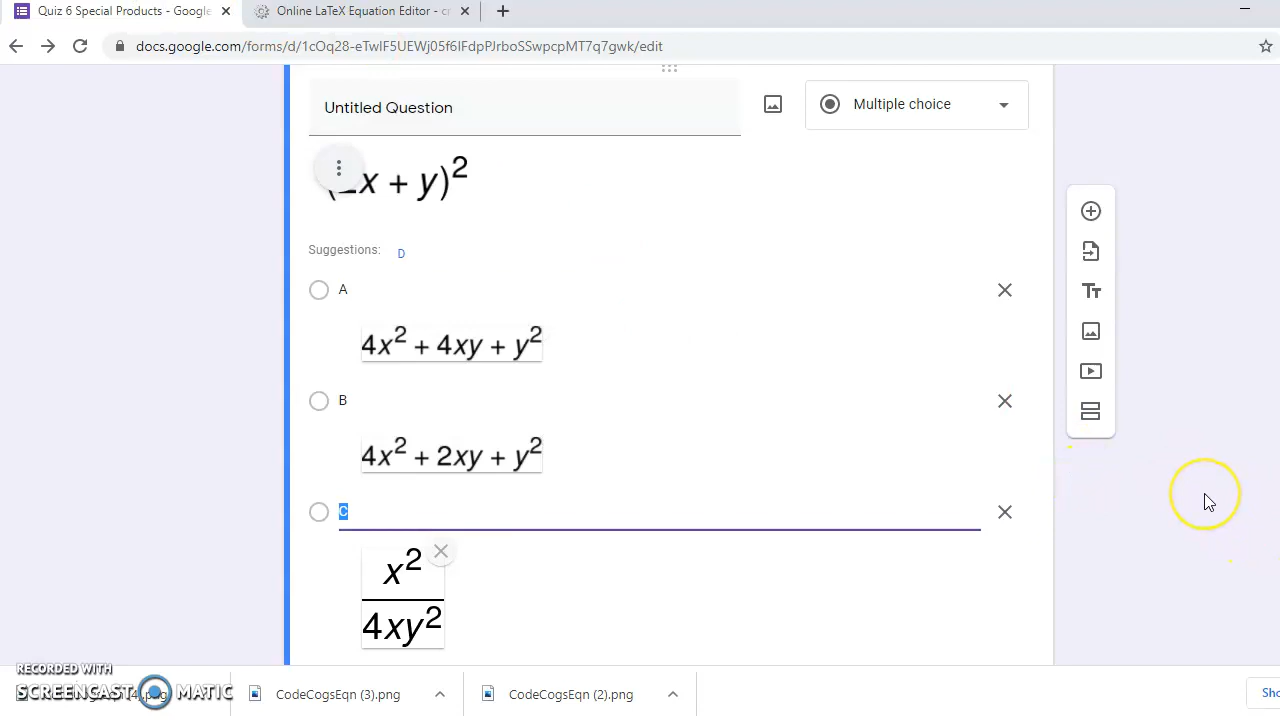 Quiz 6 Special Products - Google
Online LaTeX Equation Editor - cr
docs.google.com/forms/d/1cOq28-eTwIF5UEWj05f6IFdpPJrboSSwpcpMT7q7gwk/edit
Untitled Question
Multiple choice
x + y)²
Suggestions: D
A
4x² + 4xy + y²
B
4x² + 2xy + y²
C
x²
4xy²
RECORDED WITH
SCREENCAST MATIC
CodeCogsEqn (3).png
CodeCogsEqn (2).png
Sho